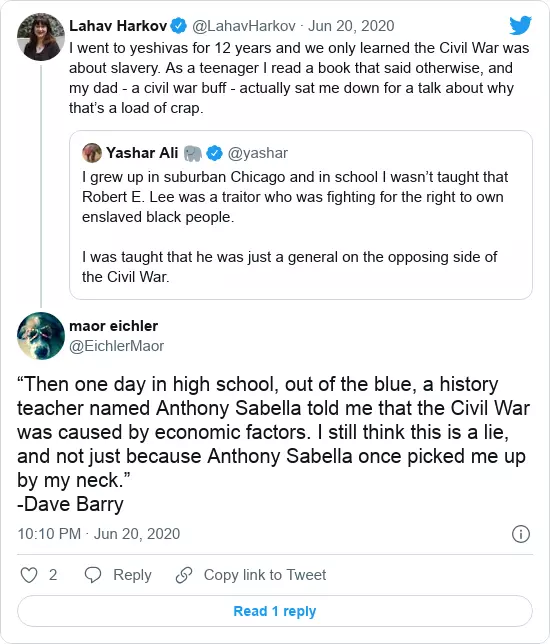 Lahav Harkov @LahavHarkov · Jun 20, 2020
I went to yeshivas for 12 years and we only learned the Civil War was
about slavery. As a teenager I read a book that said otherwise, and
my dad - a civil war buff - actually sat me down for a talk about why
that's a load of crap.
Yashar Ali 🐘 @yashar
I grew up in suburban Chicago and in school I wasn't taught that
Robert E. Lee was a traitor who was fighting for the right to own
enslaved black people.
I was taught that he was just a general on the opposing side of
the Civil War.
maor eichler
@EichlerMaor
“Then one day in high school, out of the blue, a history
teacher named Anthony Sabella told me that the Civil War
was caused by economic factors. I still think this is a lie,
and not just because Anthony Sabella once picked me up
by my neck.”
-Dave Barry
10:10 PM · Jun 20, 2020
2 Reply Copy link to Tweet
Read 1 reply